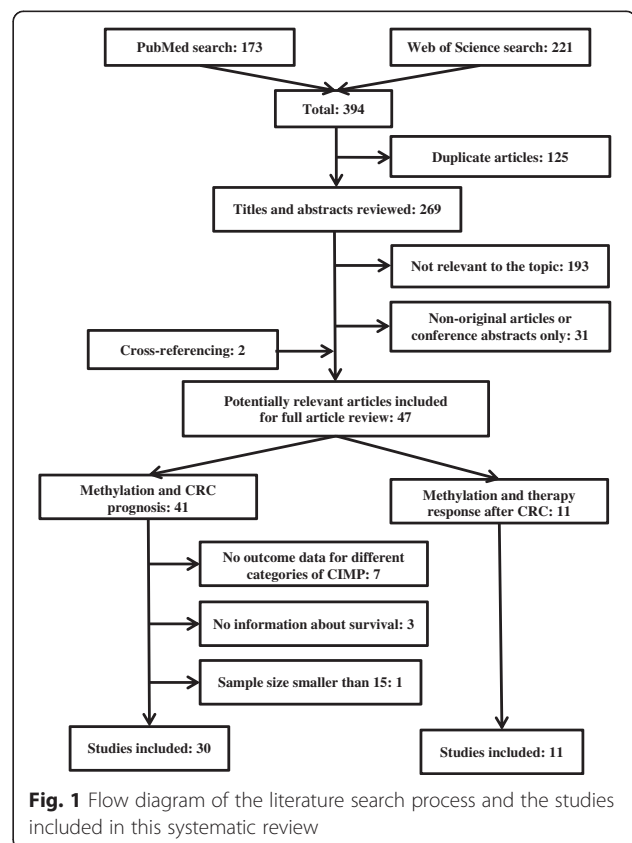 PubMed search: 173
Web of Science search: 221
Total: 394
Duplicate articles: 125
Titles and abstracts reviewed: 269
Not relevant to the topic: 193
Non-original articles or
conference abstracts only: 31
Cross-referencing: 2
Potentially relevant articles included
for full article review: 47
Methylation and CRC
prognosis: 41
Methylation and therapy
response after CRC: 11
No outcome data for different
categories of CIMP: 7
No information about survival: 3
Sample size smaller than 15: 1
Studies included: 30
Studies included: 11
Fig. 1 Flow diagram of the literature search process and the studies
included in this systematic review